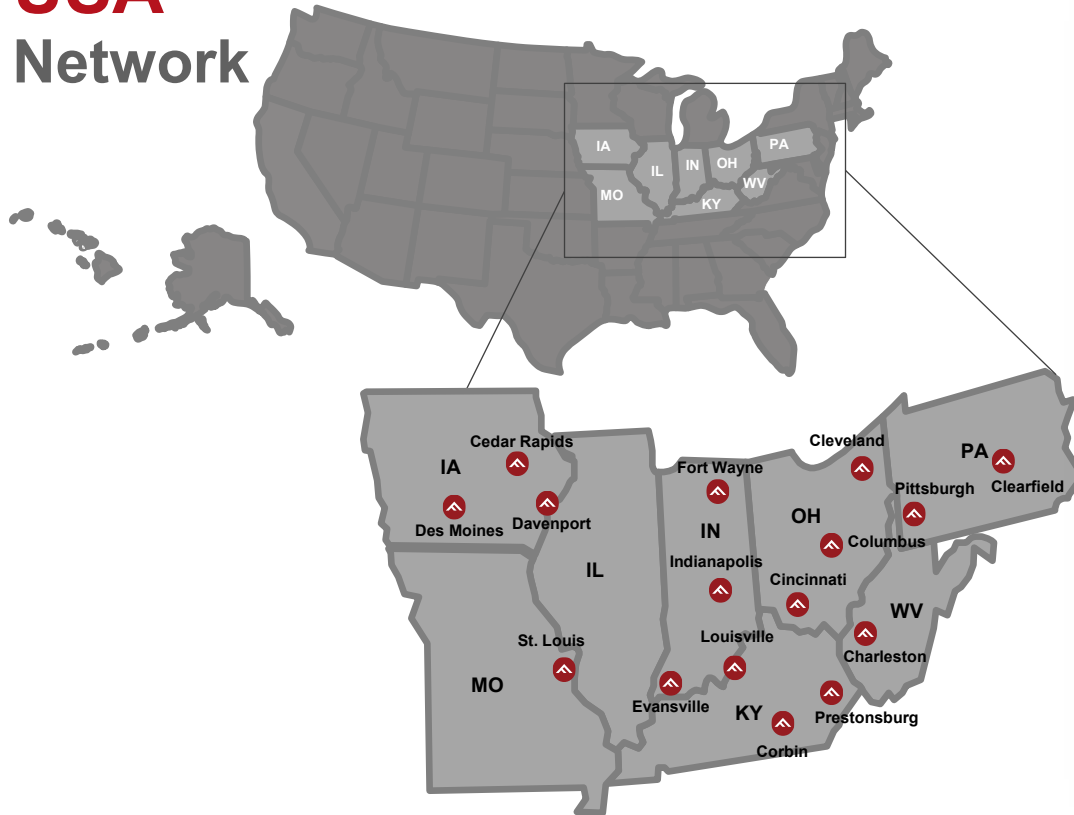 USA
Network
IA
IL
IN
OH
PA
MO
KY
WV
Cedar Rapids
IA
Des Moines
Davenport
IL
Fort Wayne
IN
Indianapolis
Cleveland
OH
Columbus
Cincinnati
PA
Pittsburgh
Clearfield
WV
Charleston
St. Louis
MO
Louisville
Evansville
KY
Prestonsburg
Corbin